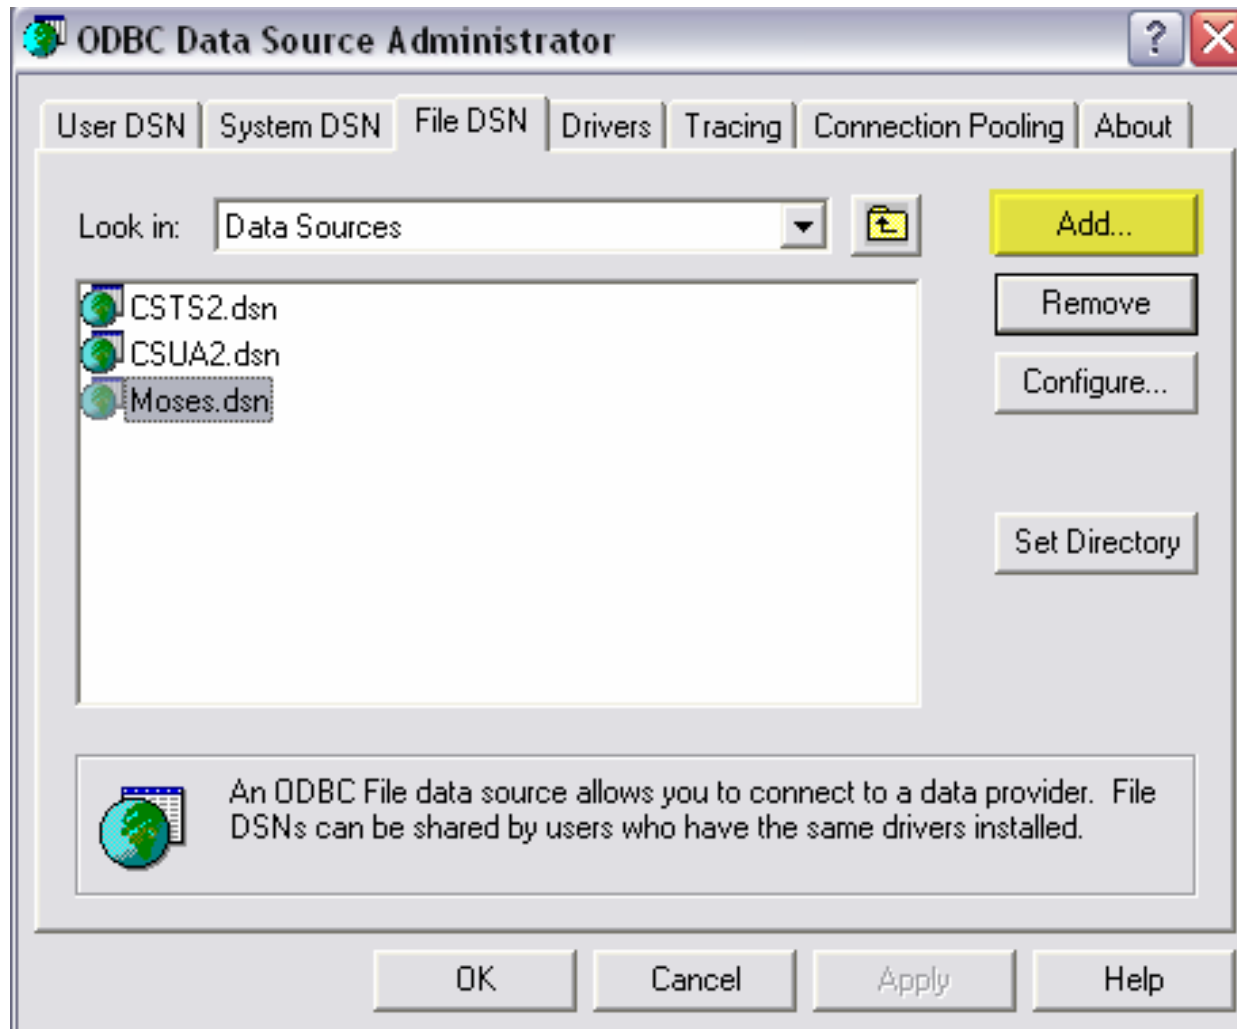 ODBC Data Source Administrator
?
User DSN System DSN File DSN Drivers Tracing Connection Pooling About
Look in: Data Sources Add...
CSTS2.dsn
CSUA2.dsn
Moses.dsn
Remove
Configure...
Set Directory
An ODBC File data source allows you to connect to a data provider. File
DSNs can be shared by users who have the same drivers installed.
OK Cancel Apply Help